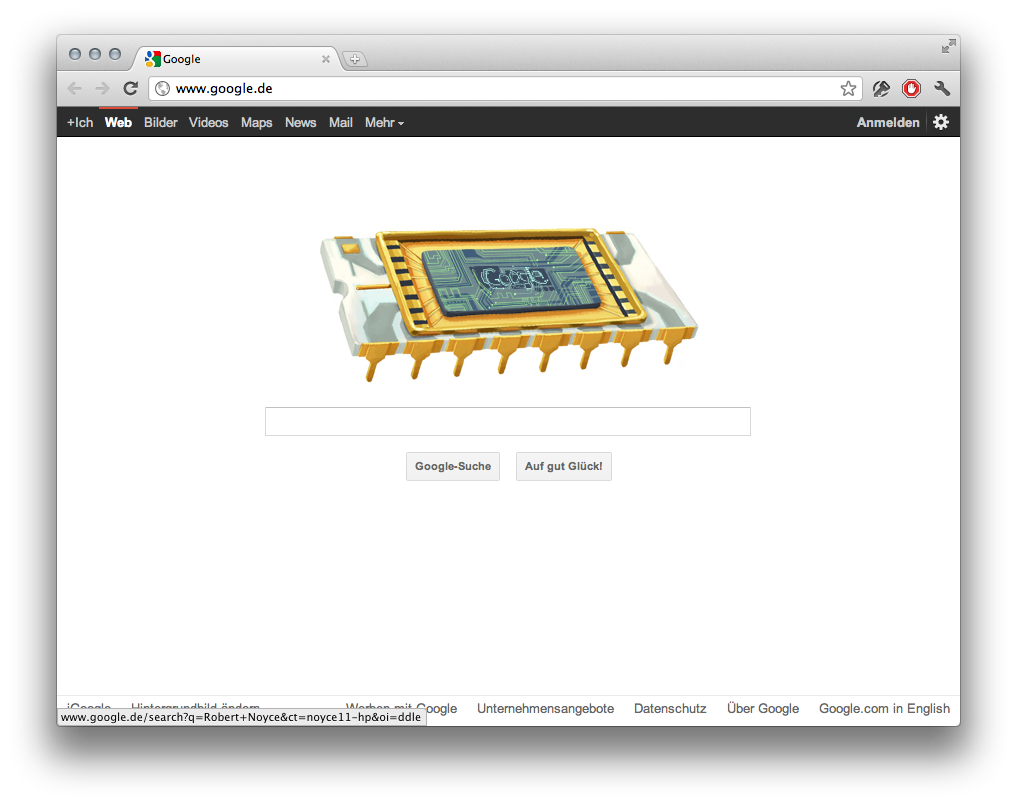 Google
www.google.de
+Ich Web Bilder Videos Maps News Mail Mehr Anmelden
Google
Google-Suche Auf gut Glück!
iGoogle Hintergrundbild ändern Werben mit Google Unternehmensangebote Datenschutz Über Google Google.com in English
www.google.de/search?q=Robert+Noyce&ct=noyce11-hp&oi=ddle